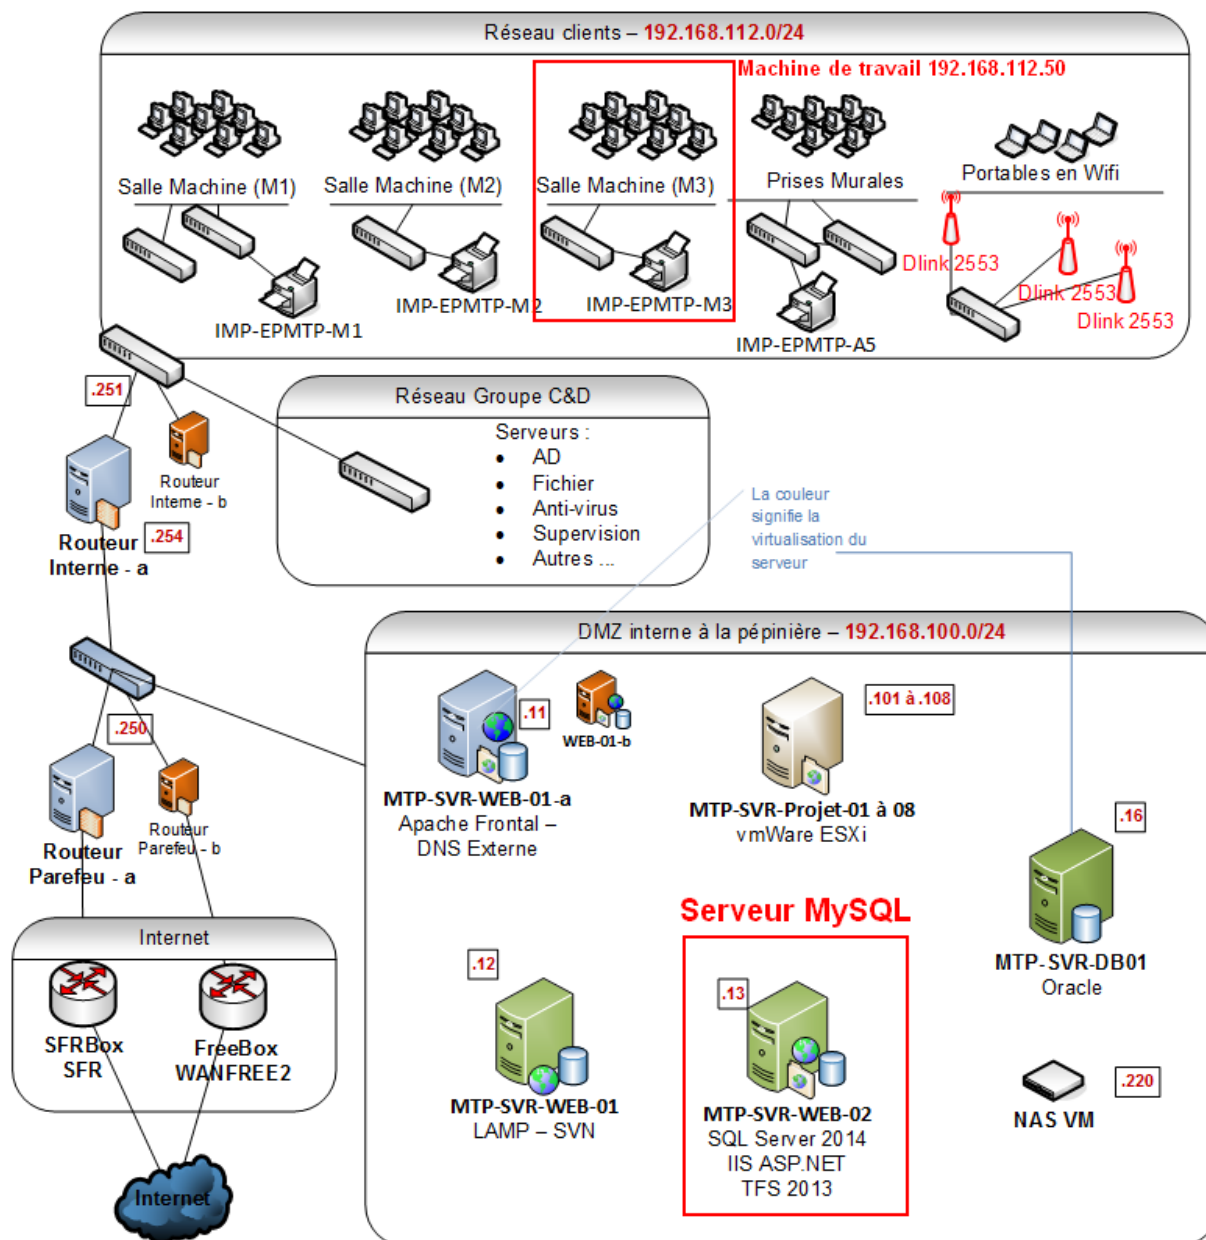 Réseau clients – 192.168.112.0/24
Machine de travail 192.168.112.50
Salle Machine (M1)
Salle Machine (M2)
Salle Machine (M3)
Prises Murales
Portables en Wifi
Dlink 2553
Dlink 2553
Dlink 2553
IMP-EPMTP-M1
IMP-EPMTP-M2
IMP-EPMTP-M3
IMP-EPMTP-A5
.251
Routeur
Interne - b
Routeur
Interne - a
.254
Réseau Groupe C&D
Serveurs :
• AD
• Fichier
• Anti-virus
• Supervision
• Autres ...
La couleur
signifie la
virtualisation du
serveur
DMZ interne à la pépinière – 192.168.100.0/24
.11
WEB-01-b
MTP-SVR-WEB-01-a
Apache Frontal –
DNS Externe
.101 à .108
MTP-SVR-Projet-01 à 08
vmWare ESXi
.16
MTP-SVR-DB01
Oracle
.250
Routeur
Parefeu - b
Routeur
Parefeu - a
Internet
SFRBox
SFR
FreeBox
WANFREE2
Internet
Serveur MySQL
.12
MTP-SVR-WEB-01
LAMP – SVN
.13
MTP-SVR-WEB-02
SQL Server 2014
IIS ASP.NET
TFS 2013
.220
NAS VM